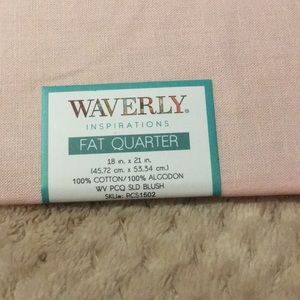 WAVERLY®
INSPIRATIONS
FAT QUARTER
18 in. x 21 in.
(45.72 cm. x 53.34 cm.)
100% COTTON/100% ALGODON
WV PCQ SLD BLUSH
SKU#: PCS1502